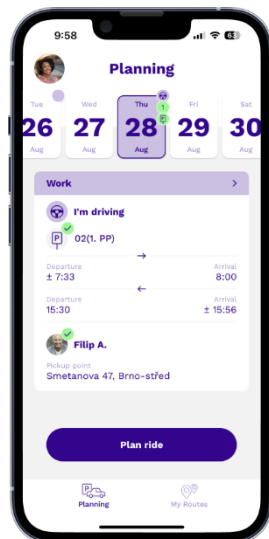 9:58
63
Planning
Tue Wed Thu Fri Sat
26 27 28 29 30
1
P
Aug Aug Aug Aug Aug
Work
I'm driving
P 02(1. PP)
Departure Arrival
± 7:33 8:00
Departure Arrival
15:30 ± 15:56
Filip A.
Pickup point
Smetanova 47, Brno-střed
Plan ride
P
Planning My Routes